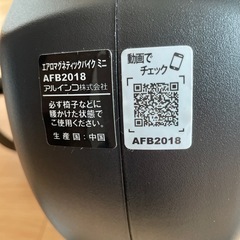 エアロマグネティックバイク ミニ
AFB2018
アルインコ株式会社
必ず椅子などに
腰かけた状態で
ご使用ください。
生産国:中国
動画で
チェック
AFB2018